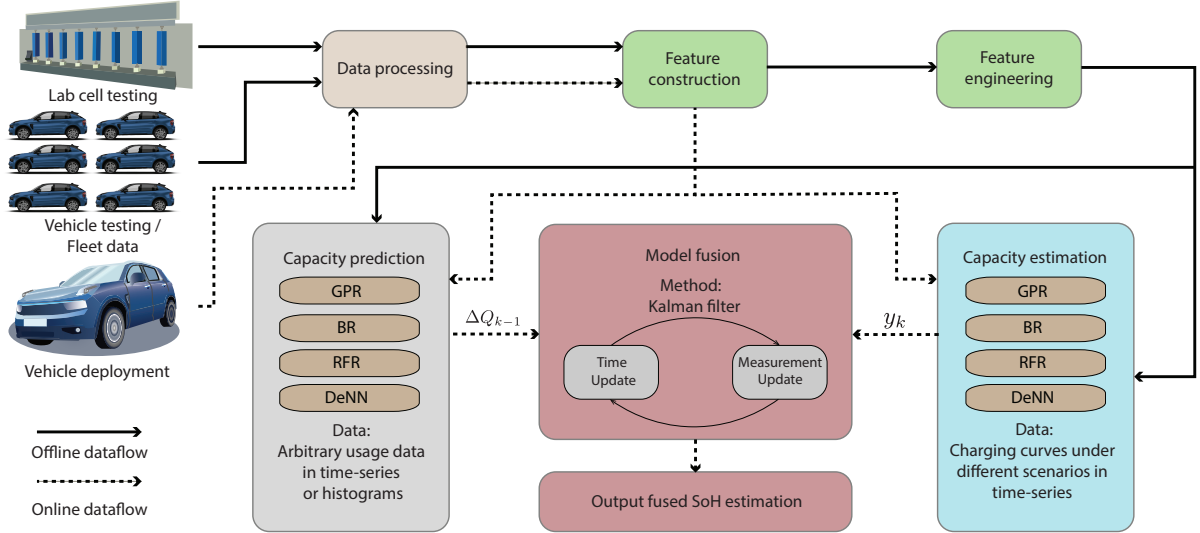 Lab cell testing
Vehicle testing /
Fleet data
Vehicle deployment
Offline dataflow
Online dataflow
Data processing
Feature
construction
Feature
engineering
Capacity prediction
GPR
BR
RFR
DeNN
Data:
Arbitrary usage data
in time-series
or histograms
ΔQₖ₋₁
Model fusion
Method:
Kalman filter
Time
Update
Measurement
Update
Output fused SoH estimation
yₖ
Capacity estimation
GPR
BR
RFR
DeNN
Data:
Charging curves under
different scenarios in
time-series